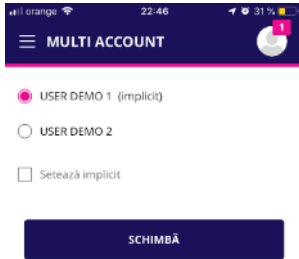 orange 22:46 31 %
1
MULTI ACCOUNT
USER DEMO 1 (implicit)
USER DEMO 2
Setează implicit
SCHIMBĂ